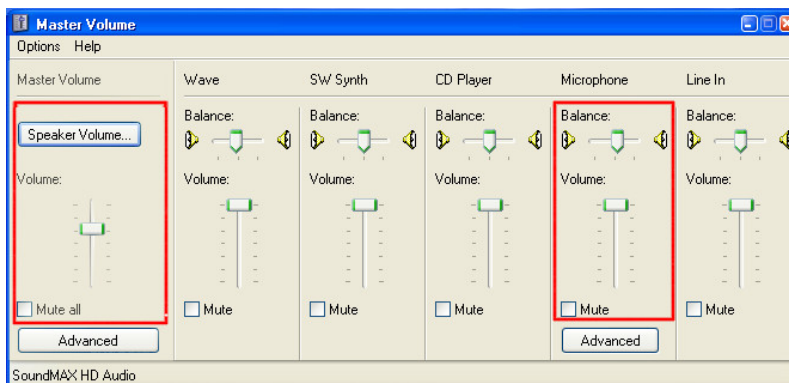 Master Volume
Options Help
Master Volume Wave SW Synth CD Player Microphone Line In
Balance: Balance: Balance: Balance: Balance:
Speaker Volume...
Volume: Volume: Volume: Volume: Volume: Volume:
Mute all Mute Mute Mute Mute Mute
Advanced Advanced
SoundMAX HD Audio